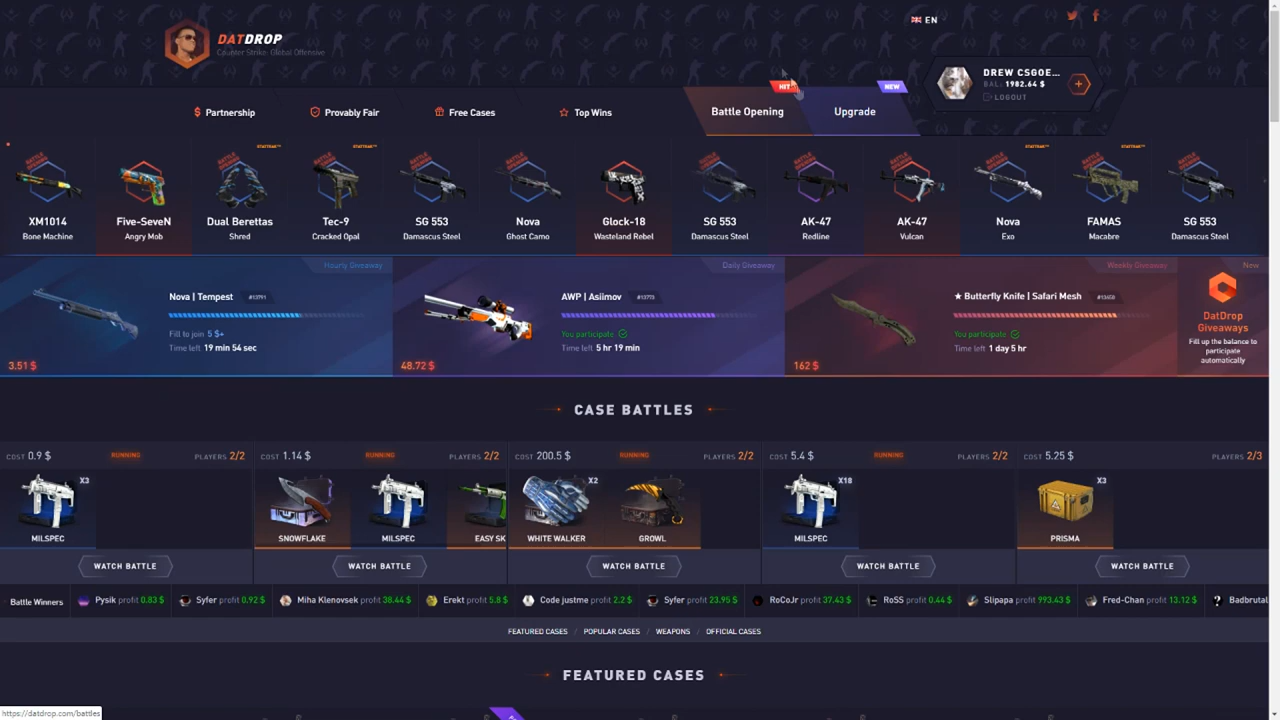 EN
DATDROP
Counter Strike: Global Offensive
DREW CSGOE...
BAL: 1982.64 $
LOGOUT
HIT
NEW
$ Partnership
Provably Fair
Free Cases
Top Wins
Battle Opening
Upgrade
XM1014
Bone Machine
Five-SeveN
Angry Mob
STATTRAK™
Dual Berettas
Shred
STATTRAK™
Tec-9
Cracked Opal
SG 553
Damascus Steel
Nova
Ghost Camo
Glock-18
Wasteland Rebel
SG 553
Damascus Steel
AK-47
Redline
AK-47
Vulcan
STATTRAK™
Nova
Exo
STATTRAK™
FAMAS
Macabre
SG 553
Damascus Steel
Hourly Giveaway
Nova | Tempest #13791
Fill to join 5 $+
Time left 19 min 54 sec
3.51 $
Daily Giveaway
AWP | Asiimov #13773
You participate
Time left 5 hr 19 min
48.72 $
Weekly Giveaway
★ Butterfly Knife | Safari Mesh #13653
You participate
Time left 1 day 5 hr
162 $
New
DatDrop
Giveaways
Fill up the balance to
participate
automatically
CASE BATTLES
COST 0.9 $ RUNNING PLAYERS 2/2
X3
MILSPEC
WATCH BATTLE
COST 1.14 $ RUNNING PLAYERS 2/2
SNOWFLAKE
MILSPEC
EASY SK
WATCH BATTLE
COST 200.5 $ RUNNING PLAYERS 2/2
X2
WHITE WALKER
GROWL
WATCH BATTLE
COST 5.4 $ RUNNING PLAYERS 2/2
X18
MILSPEC
WATCH BATTLE
COST 5.25 $ PLAYERS 2/3
X3
PRISMA
WATCH BATTLE
Battle Winners Pysik profit 0.83 $ Syfer profit 0.92 $ Miha Klenovsek profit 38.44 $ Erekt profit 5.8 $ Code justme profit 2.2 $ Syfer profit 23.95 $ RoCoJr profit 37.43 $ RoSS profit 0.44 $ Slipapa profit 993.43 $ Fred-Chan profit 13.12 $ ? Badbrutal
FEATURED CASES / POPULAR CASES / WEAPONS / OFFICIAL CASES
FEATURED CASES
https://datdrop.com/battles